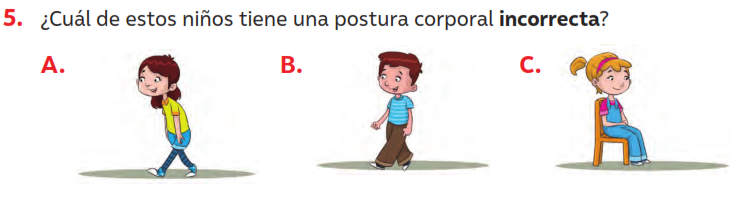 5. ¿Cuál de estos niños tiene una postura corporal incorrecta?
A. B. C.